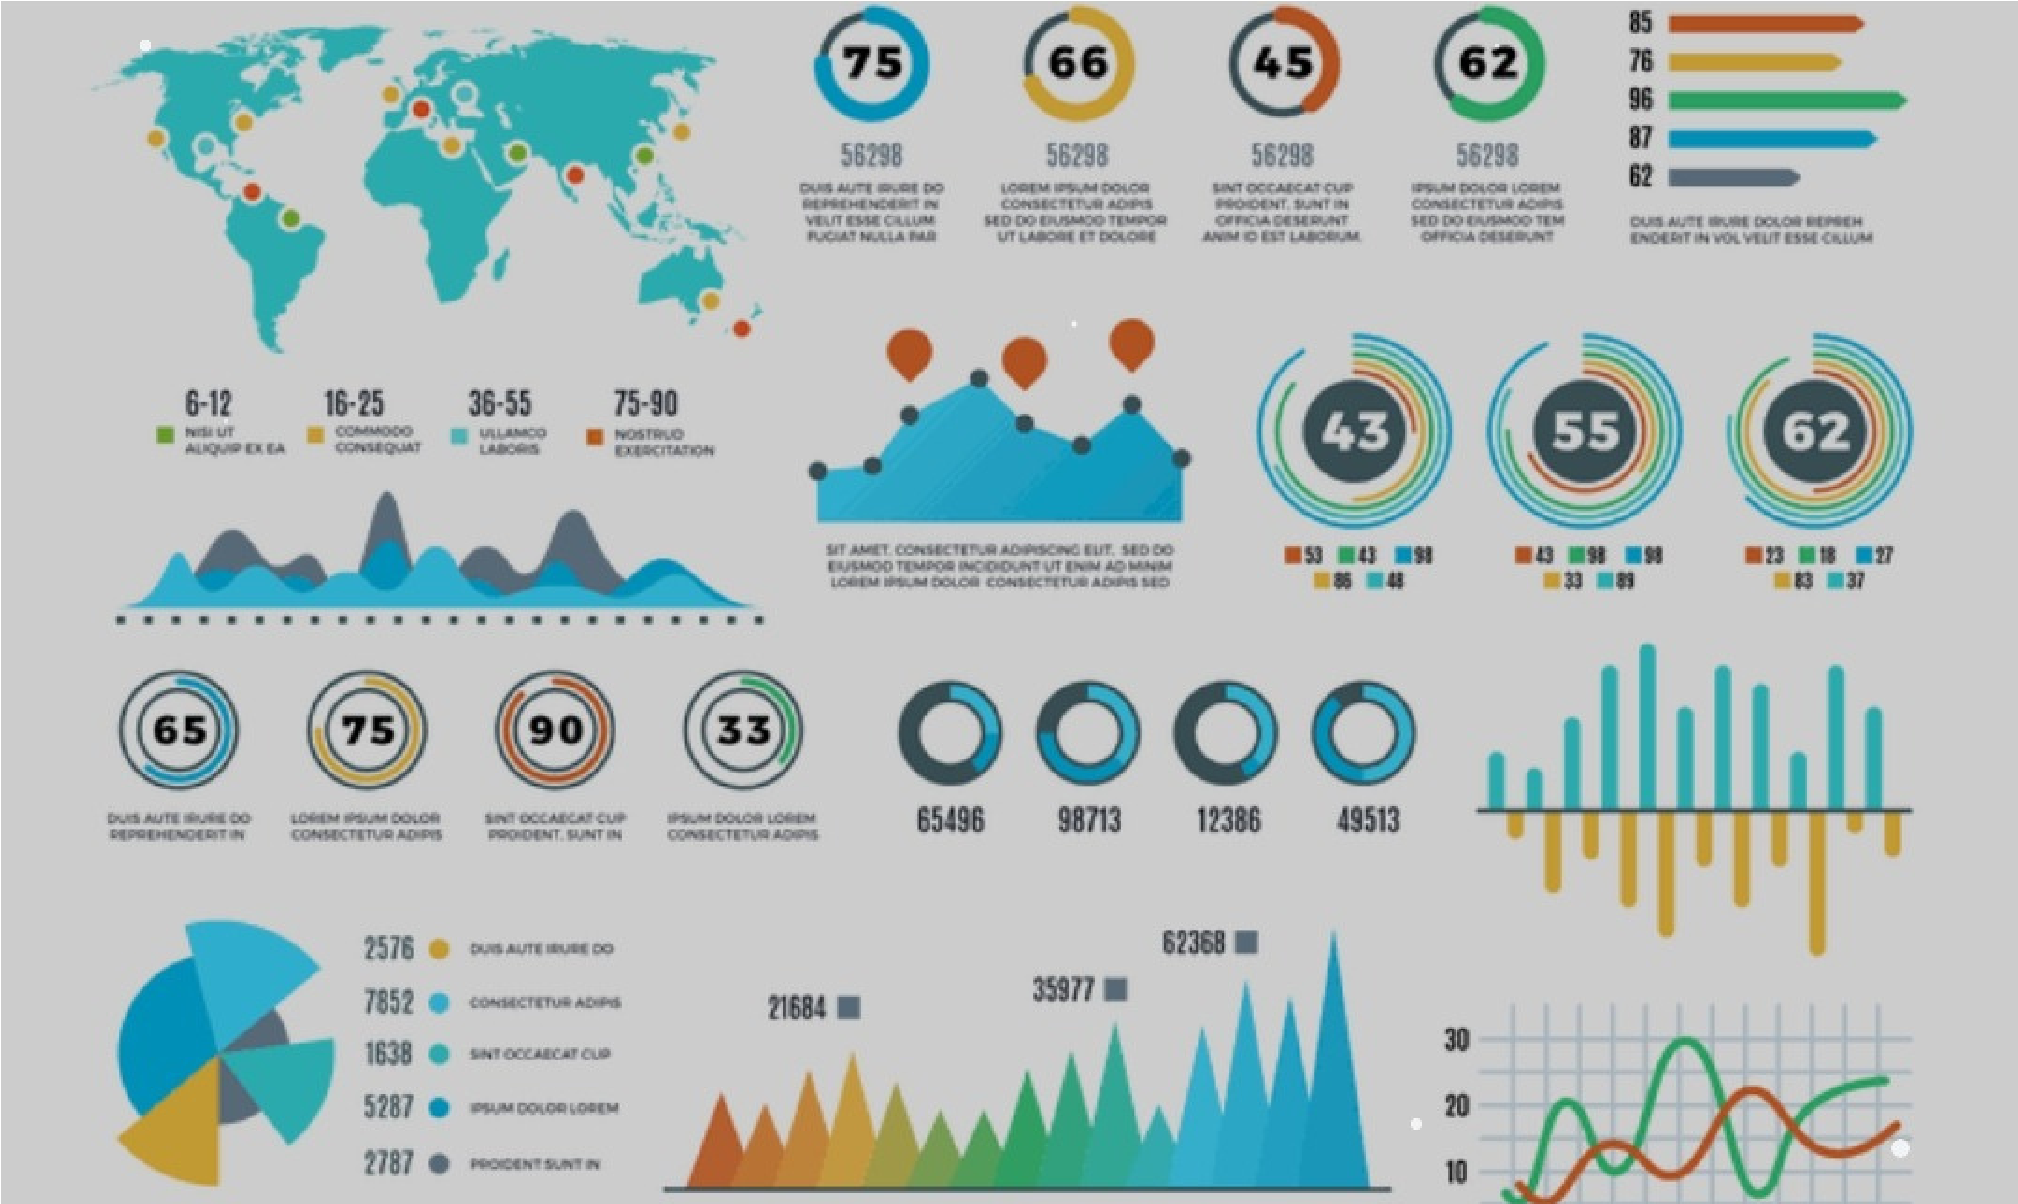 75
66
45
62
56298
56298
56298
56298
DUIS AUTE IRURE DO
REPREHENDERIT IN
VELIT ESSE CILLUM
FUGIAT NULLA PAR
LOREM IPSUM DOLOR
CONSECTETUR ADIPIS
SED DO EIUSMOD TEMPOR
UT LABORE ET DOLORE
SINT OCCAECAT CUP
PROIDENT, SUNT IN
OFFICIA DESERUNT
ANIM ID EST LABORUM.
IPSUM DOLOR LOREM
CONSECTETUR ADIPIS
SED DO EIUSMOD TEM
OFFICIA DESERUNT
85
76
96
87
62
DUIS AUTE IRURE DOLOR REPREH
ENDERIT IN VOL VELIT ESSE CILLUM
6-12
NISI UT
ALIQUIP EX EA
16-25
COMMODO
CONSEQUAT
36-55
ULLAMCO
LABORIS
75-90
NOSTRUD
EXERCITATION
SIT AMET, CONSECTETUR ADIPISCING ELIT, SED DO
EIUSMOD TEMPOR INCIDIDUNT UT ENIM AD MINIM
LOREM IPSUM DOLOR CONSECTETUR ADIPIS SED
43
53 43 98
86 48
55
43 98 98
33 89
62
23 18 27
83 37
65
DUIS AUTE IRURE DO
REPREHENDERIT IN
75
LOREM IPSUM DOLOR
CONSECTETUR ADIPIS
90
SINT OCCAECAT CUP
PROIDENT, SUNT IN
33
IPSUM DOLOR LOREM
CONSECTETUR ADIPIS
65496
98713
12386
49513
2576 DUIS AUTE IRURE DO
7852 CONSECTETUR ADIPIS
1638 SINT OCCAECAT CUP
5287 IPSUM DOLOR LOREM
2787 PROIDENT SUNT IN
21684
35977
62368
30
20
10